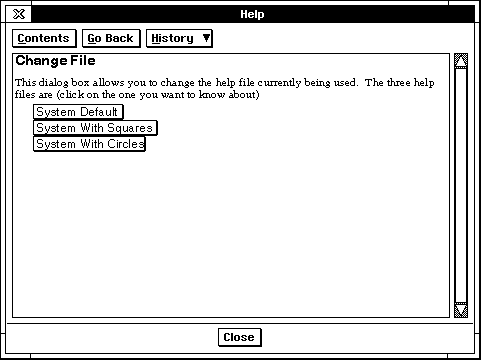 Help
Contents Go Back History ▼
Change File
This dialog box allows you to change the help file currently being used. The three help
files are (click on the one you want to know about)
System Default
System With Squares
System With Circles
Close